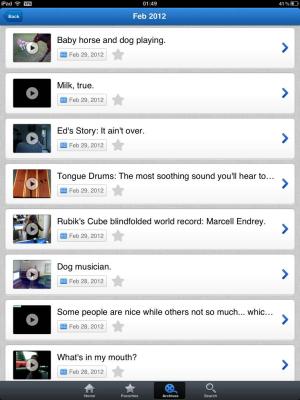 iPad VPN 01:49 41%
Back Feb 2012
Baby horse and dog playing.
Feb 29, 2012
Milk, true.
Feb 29, 2012
Ed's Story: It ain't over.
Feb 29, 2012
Tongue Drums: The most soothing sound you'll hear to...
Feb 29, 2012
Rubik's Cube blindfolded world record: Marcell Endrey.
Feb 29, 2012
Dog musician.
Feb 28, 2012
Some people are nice while others not so much... whic...
Feb 28, 2012
What's in my mouth?
Feb 28, 2012
Home Favorites Archives Search